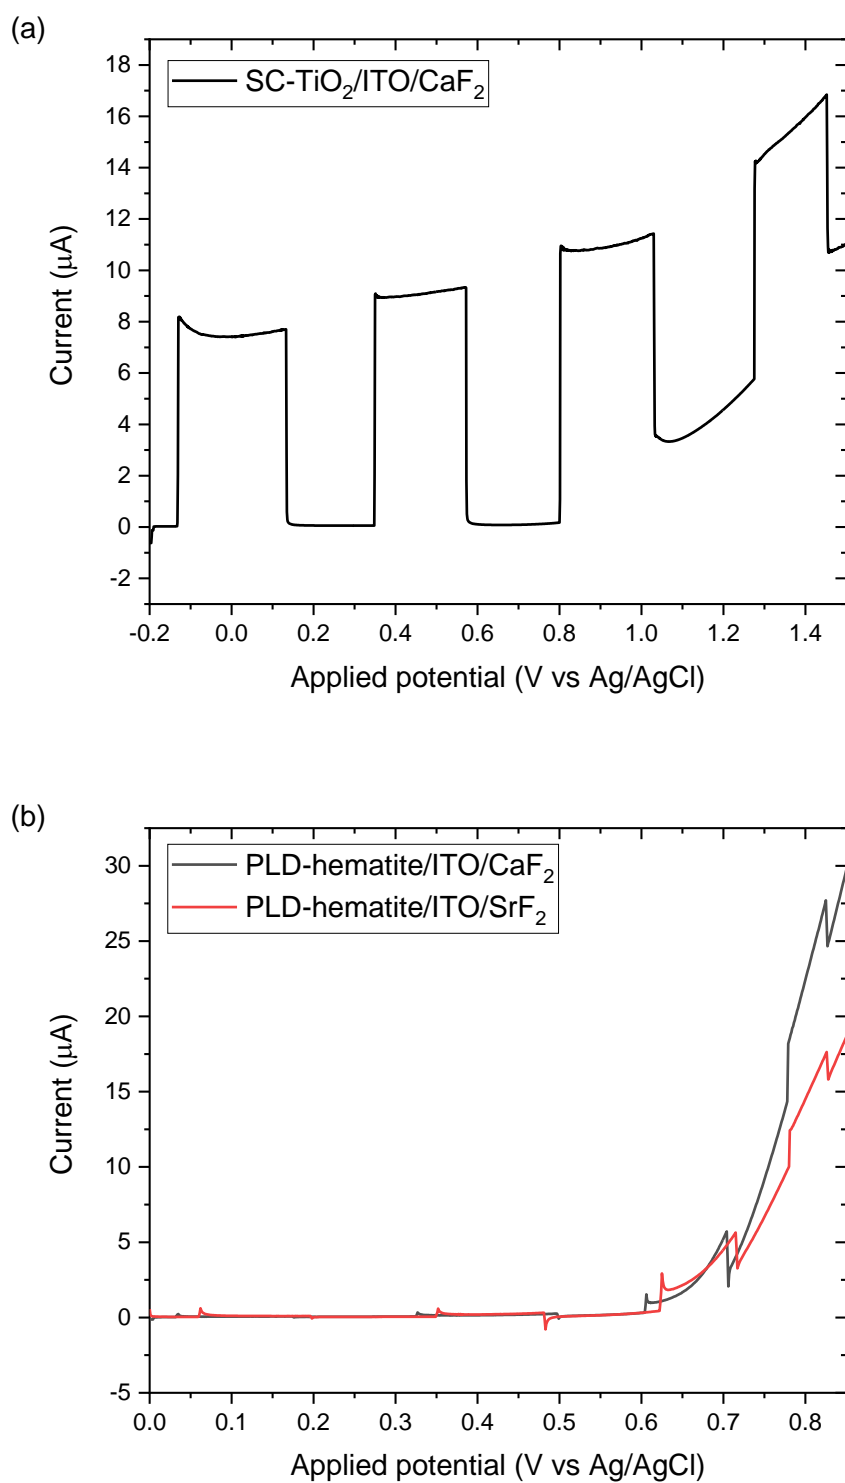 (a)
SC-TiO₂/ITO/CaF₂
Current (μA)
18
16
14
12
10
8
6
4
2
0
-2
-0.2 0.0 0.2 0.4 0.6 0.8 1.0 1.2 1.4
Applied potential (V vs Ag/AgCl)
(b)
PLD-hematite/ITO/CaF₂
PLD-hematite/ITO/SrF₂
Current (μA)
30
25
20
15
10
5
0
-5
0.0 0.1 0.2 0.3 0.4 0.5 0.6 0.7 0.8
Applied potential (V vs Ag/AgCl)